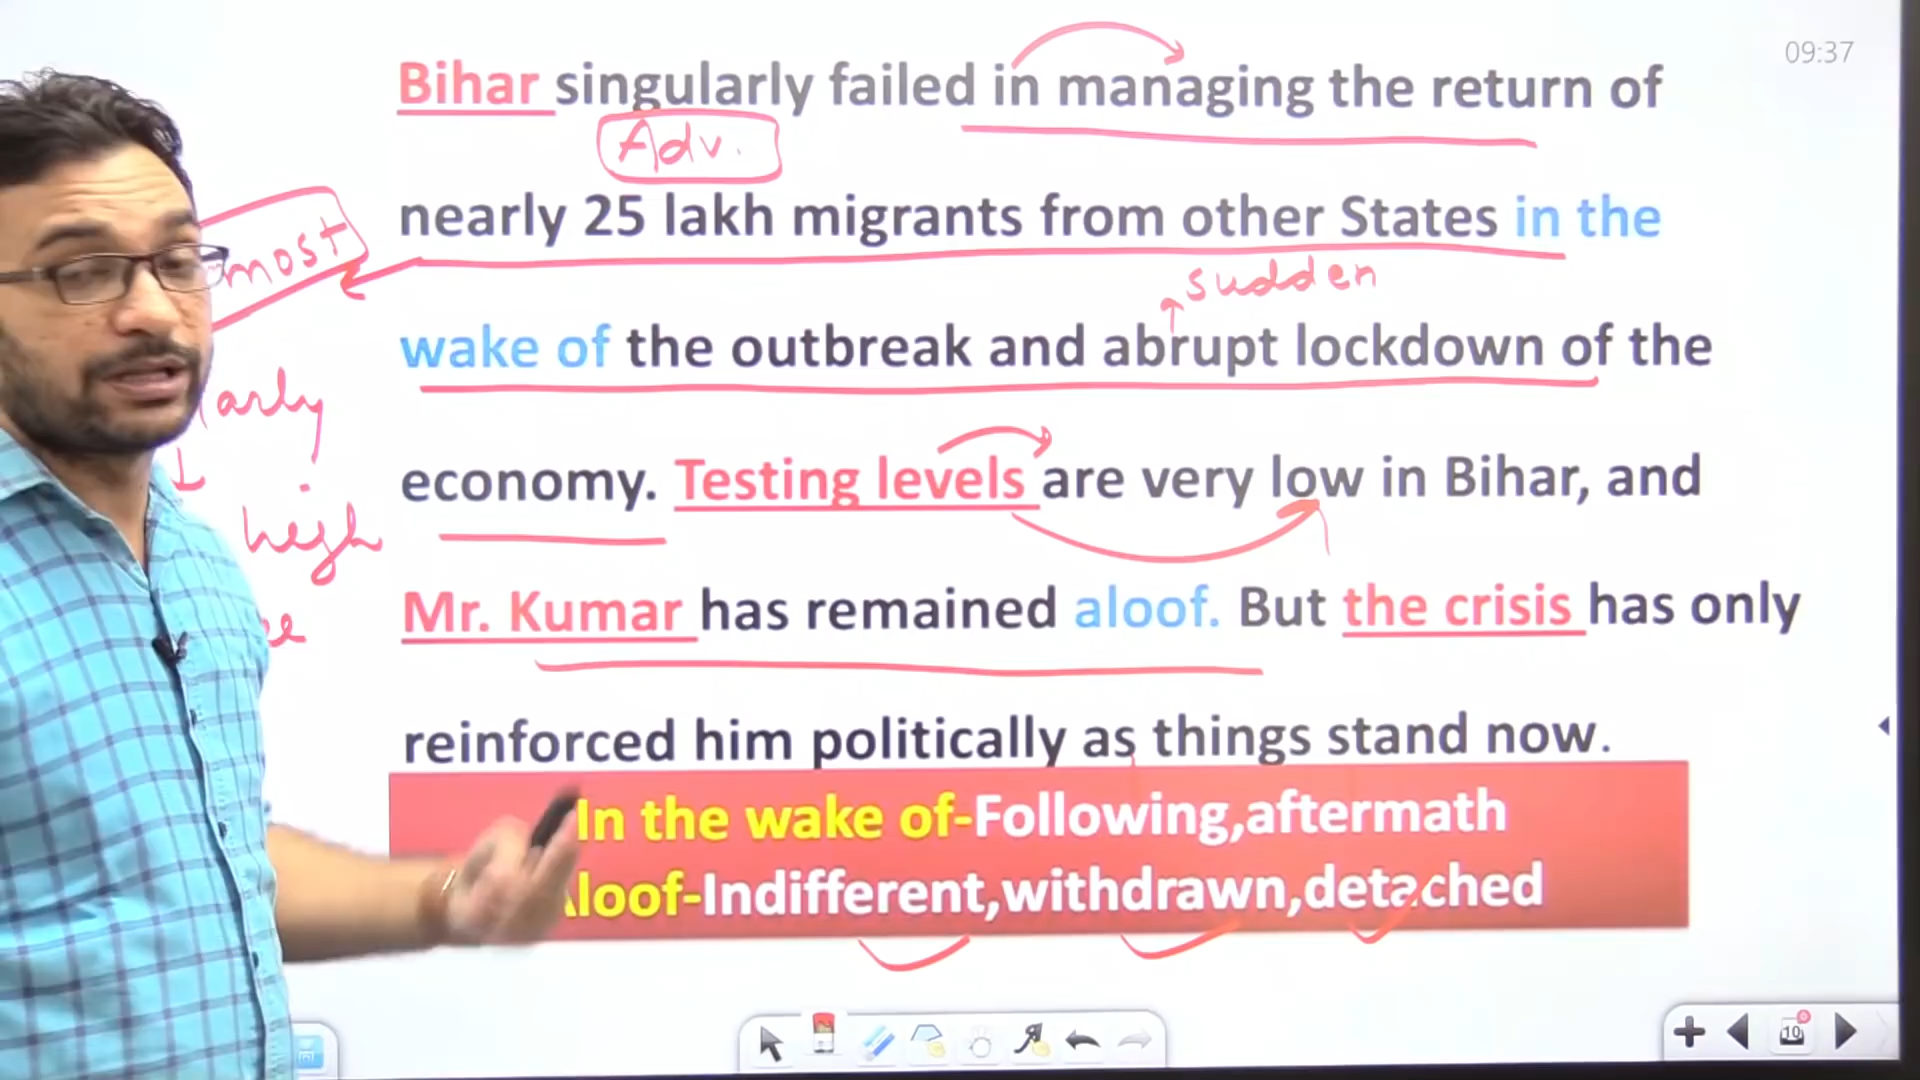 09:37
Bihar singularly failed in managing the return of
Adv.
nearly 25 lakh migrants from other States in the
most
sudden
wake of the outbreak and abrupt lockdown of the
arly
economy. Testing levels are very low in Bihar, and
high
Mr. Kumar has remained aloof. But the crisis has only
reinforced him politically as things stand now.
In the wake of-Following,aftermath
loof-Indifferent,withdrawn,detached
10